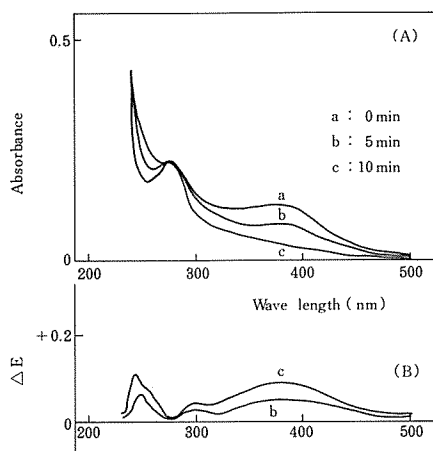 0.5
(A)
a : 0 min
b : 5 min
c : 10 min
Absorbance
a
b
c
0
200 300 400 500
Wave length (nm)
+0.2
ΔE
(B)
c
b
0
200 300 400 500